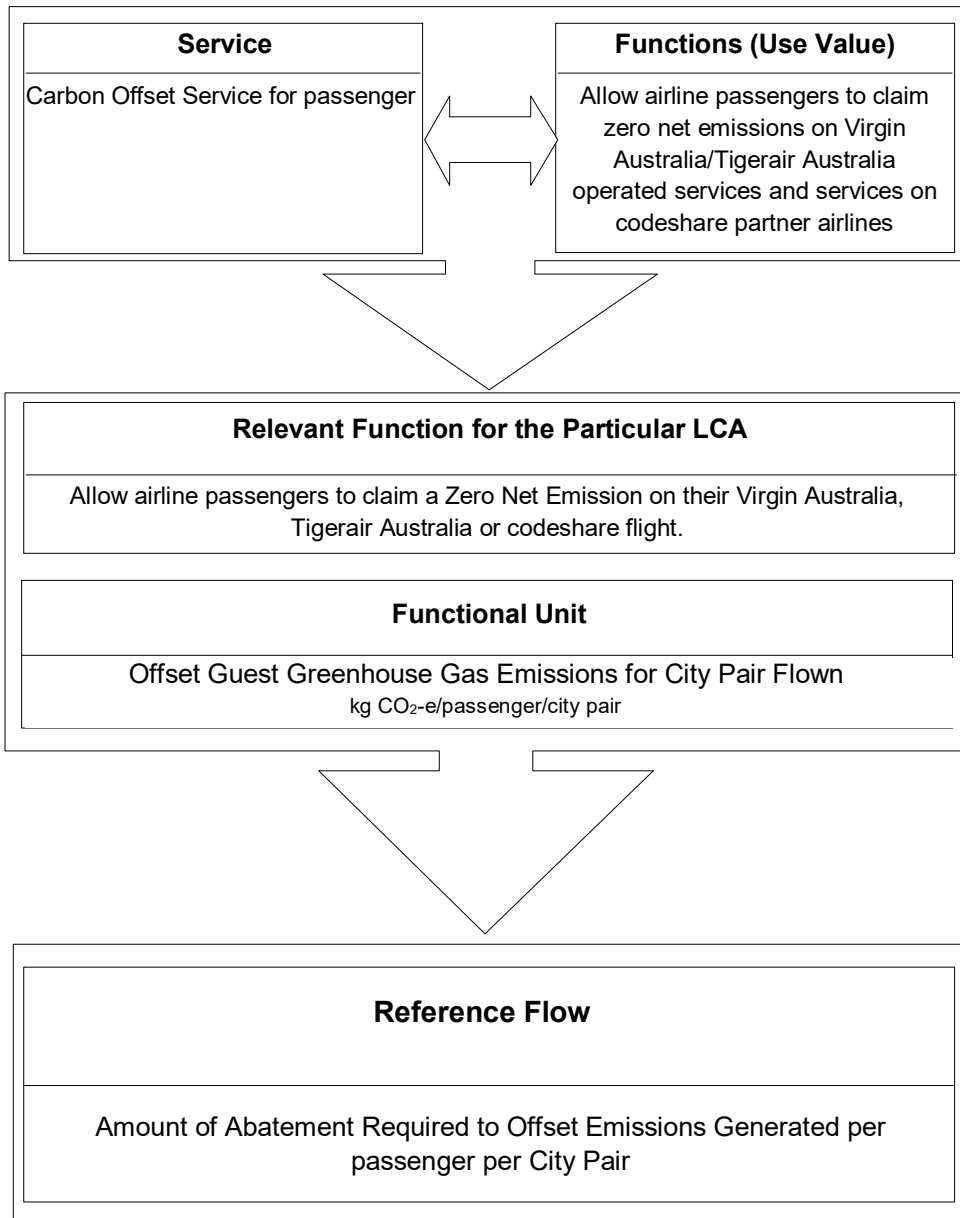 Service
Carbon Offset Service for passenger
Functions (Use Value)
Allow airline passengers to claim
zero net emissions on Virgin
Australia/Tigerair Australia
operated services and services on
codeshare partner airlines
Relevant Function for the Particular LCA
Allow airline passengers to claim a Zero Net Emission on their Virgin Australia,
Tigerair Australia or codeshare flight.
Functional Unit
Offset Guest Greenhouse Gas Emissions for City Pair Flown
kg CO₂-e/passenger/city pair
Reference Flow
Amount of Abatement Required to Offset Emissions Generated per
passenger per City Pair